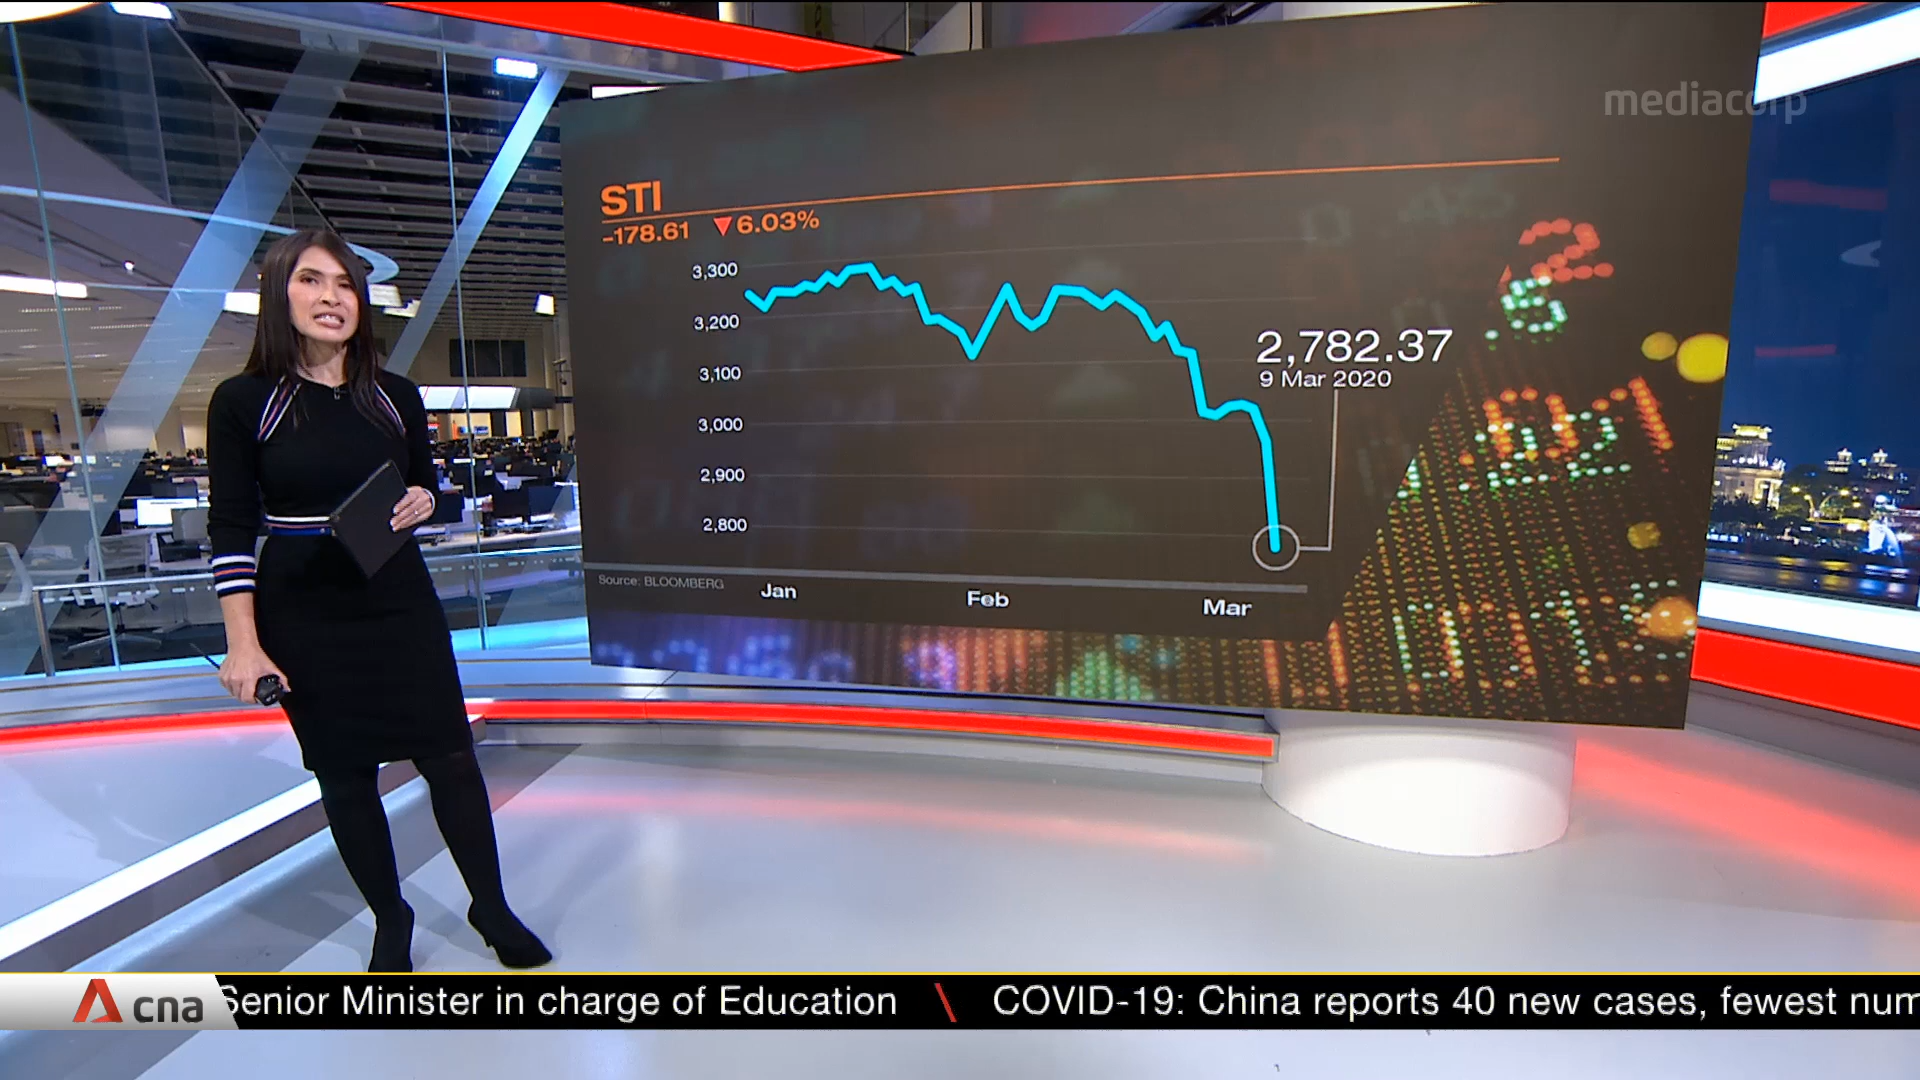 mediacorp
STI
-178.61 ▼6.03%
3,300
3,200
3,100
3,000
2,900
2,800
2,782.37
9 Mar 2020
Source: BLOOMBERG
Jan Feb Mar
cna Senior Minister in charge of Education \ COVID-19: China reports 40 new cases, fewest num